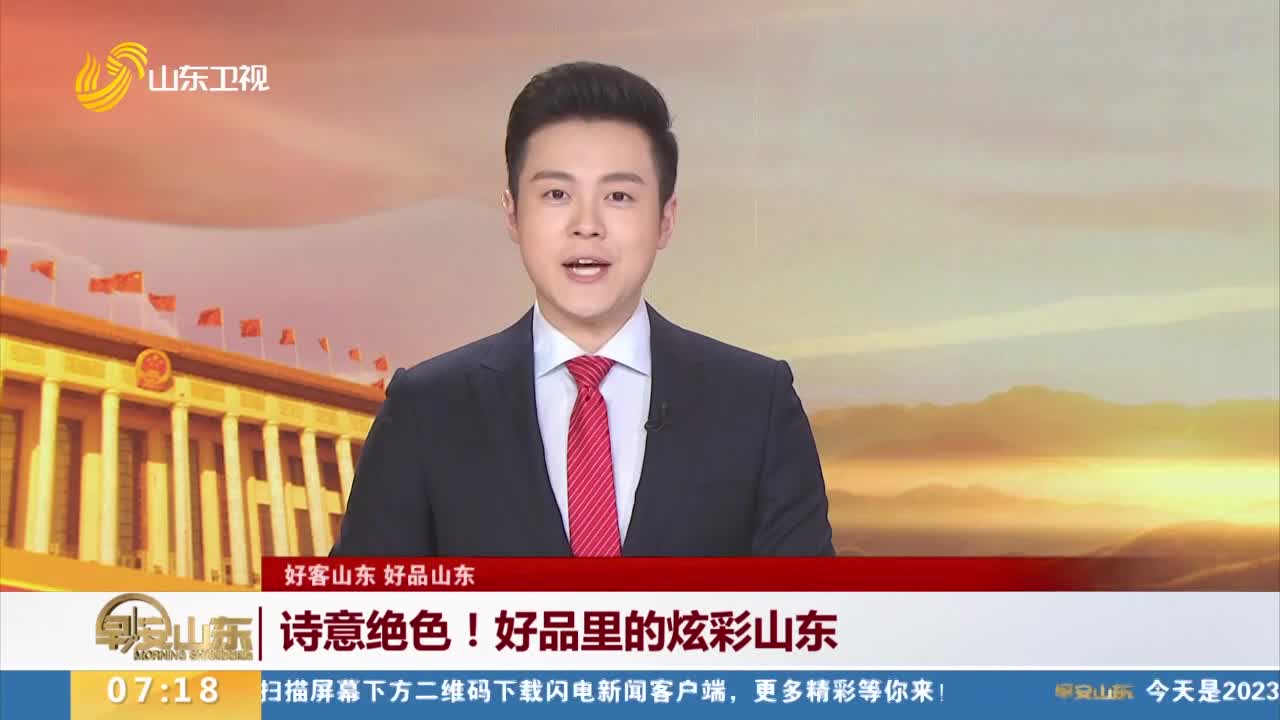 山东卫视
好客山东 好品山东
早安山东
MORNING SHANDONG
诗意绝色！好品里的炫彩山东
07:18
扫描屏幕下方二维码下载闪电新闻客户端，更多精彩等你来！ 早安山东 今天是2023